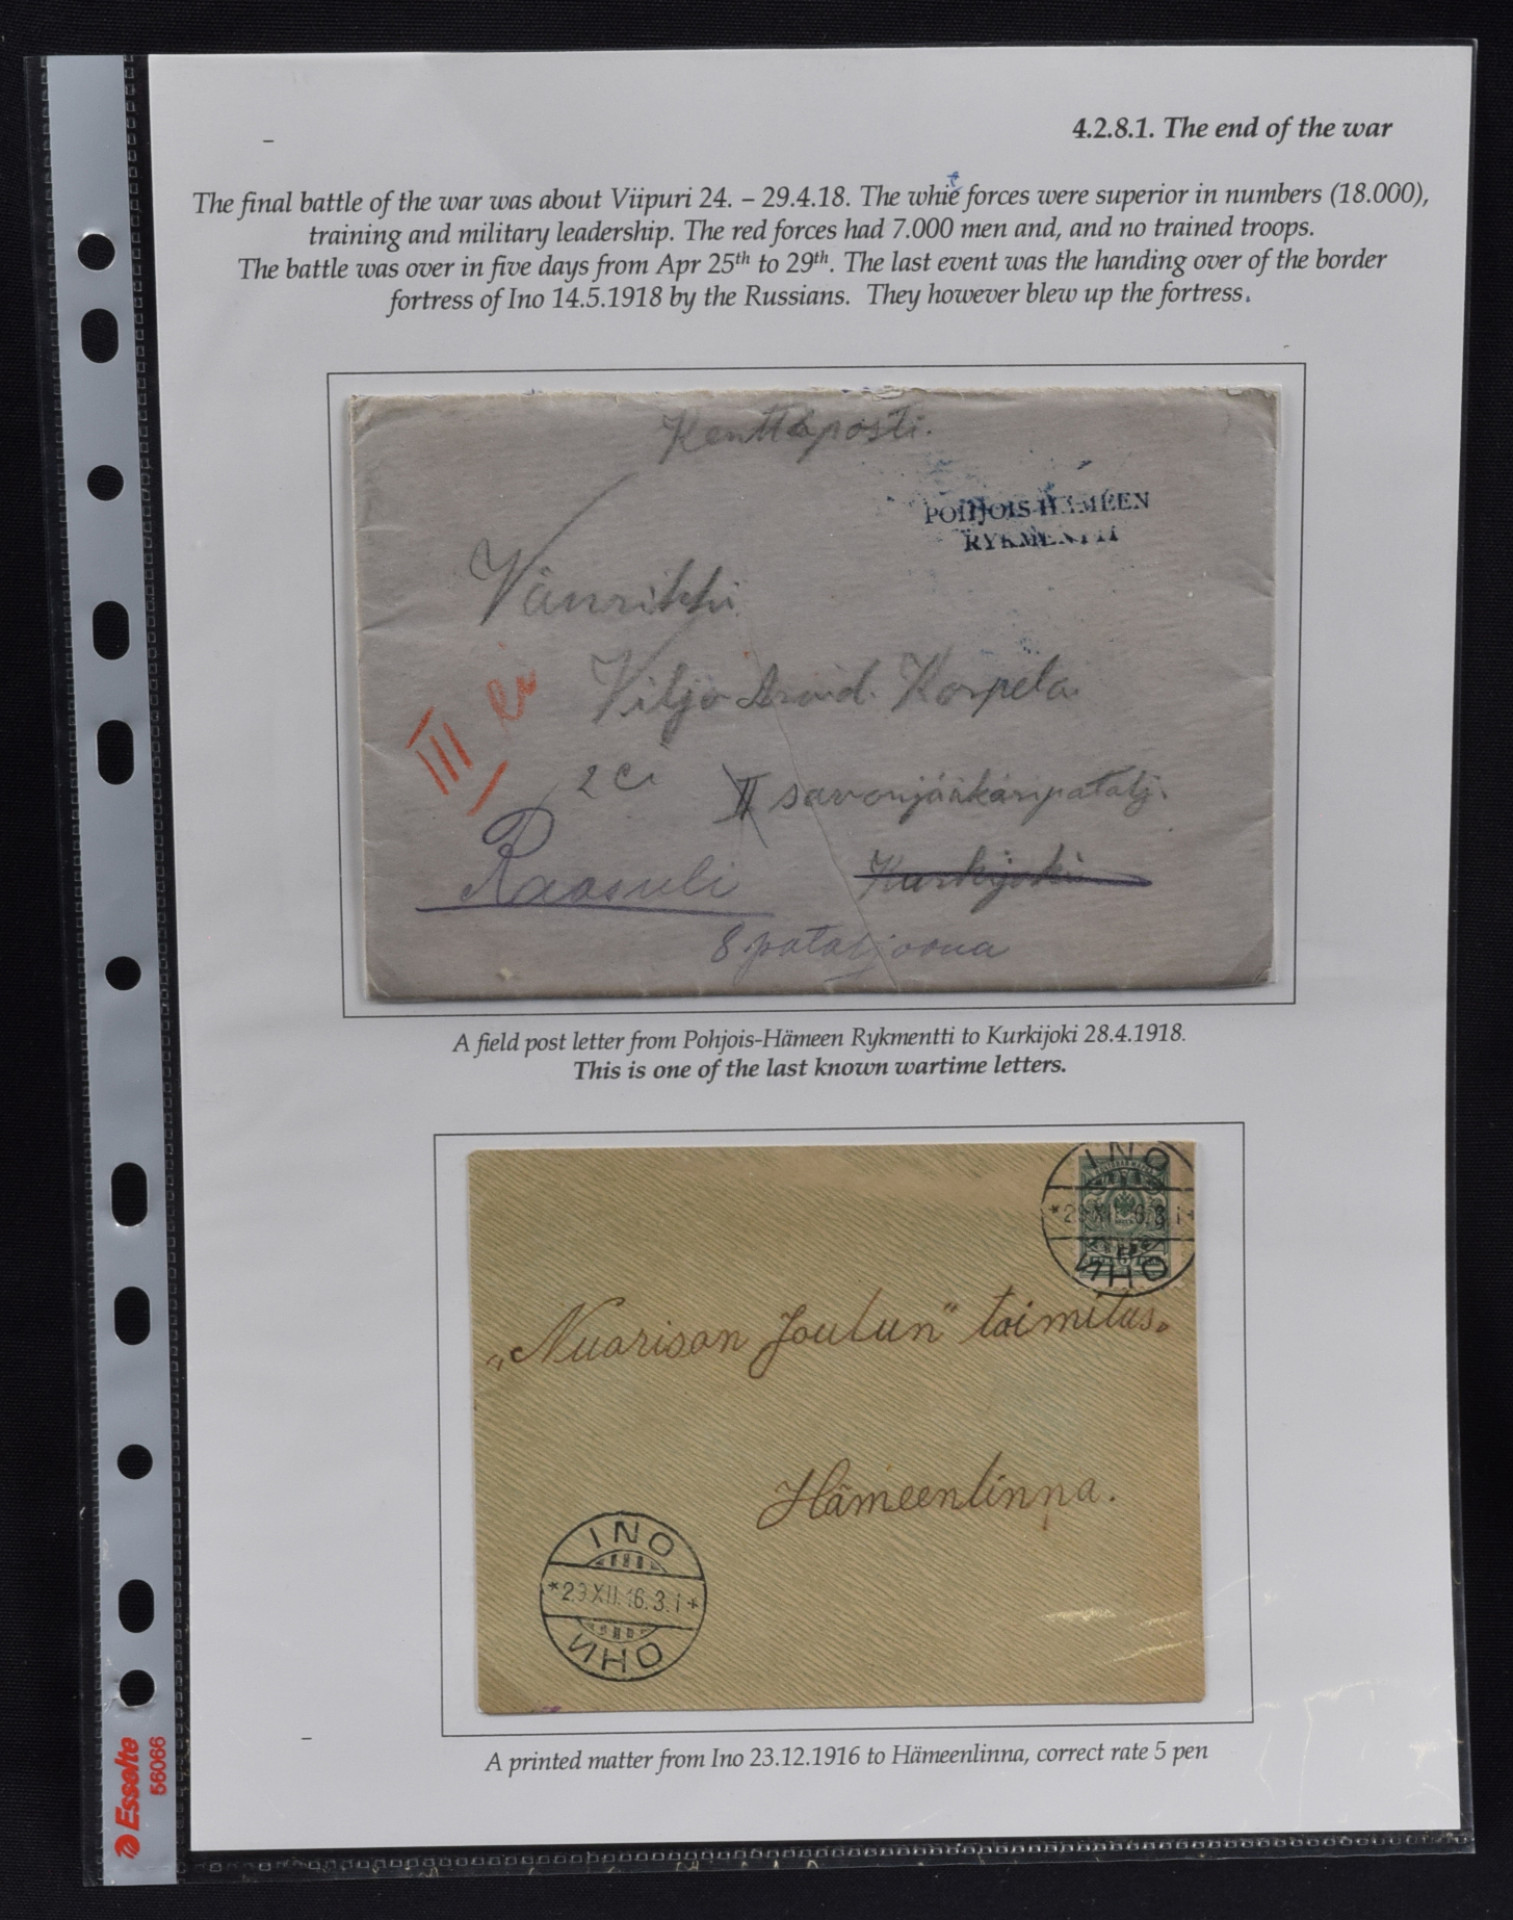 4.2.8.1. The end of the war
The final battle of the war was about Viipuri 24. – 29.4.18. The whie forces were superior in numbers (18.000),
t
training and military leadership. The red forces had 7.000 men and, and no trained troops.
The battle was over in five days from Apr 25th to 29th. The last event was the handing over of the border
fortress of Ino 14.5.1918 by the Russians. They however blew up the fortress.
Kenttäposti.
POHJOIS-HÄMEEN
RYKMENTTI
Vänrikki
Viljo Arvid. Korpela.
III
2
II savonjääkäripatalj.
Raasuli
Kurkijoki
8 pataljoona
A field post letter from Pohjois-Hämeen Rykmentti to Kurkijoki 28.4.1918.
This is one of the last known wartime letters.
INO
ИНО
„Nuorison Joulun" toimitus.
Hämeenlinna.
INO
*29.XII.16.3.i*
ИНО
A printed matter from Ino 23.12.1916 to Hämeenlinna, correct rate 5 pen
Esselte
56066